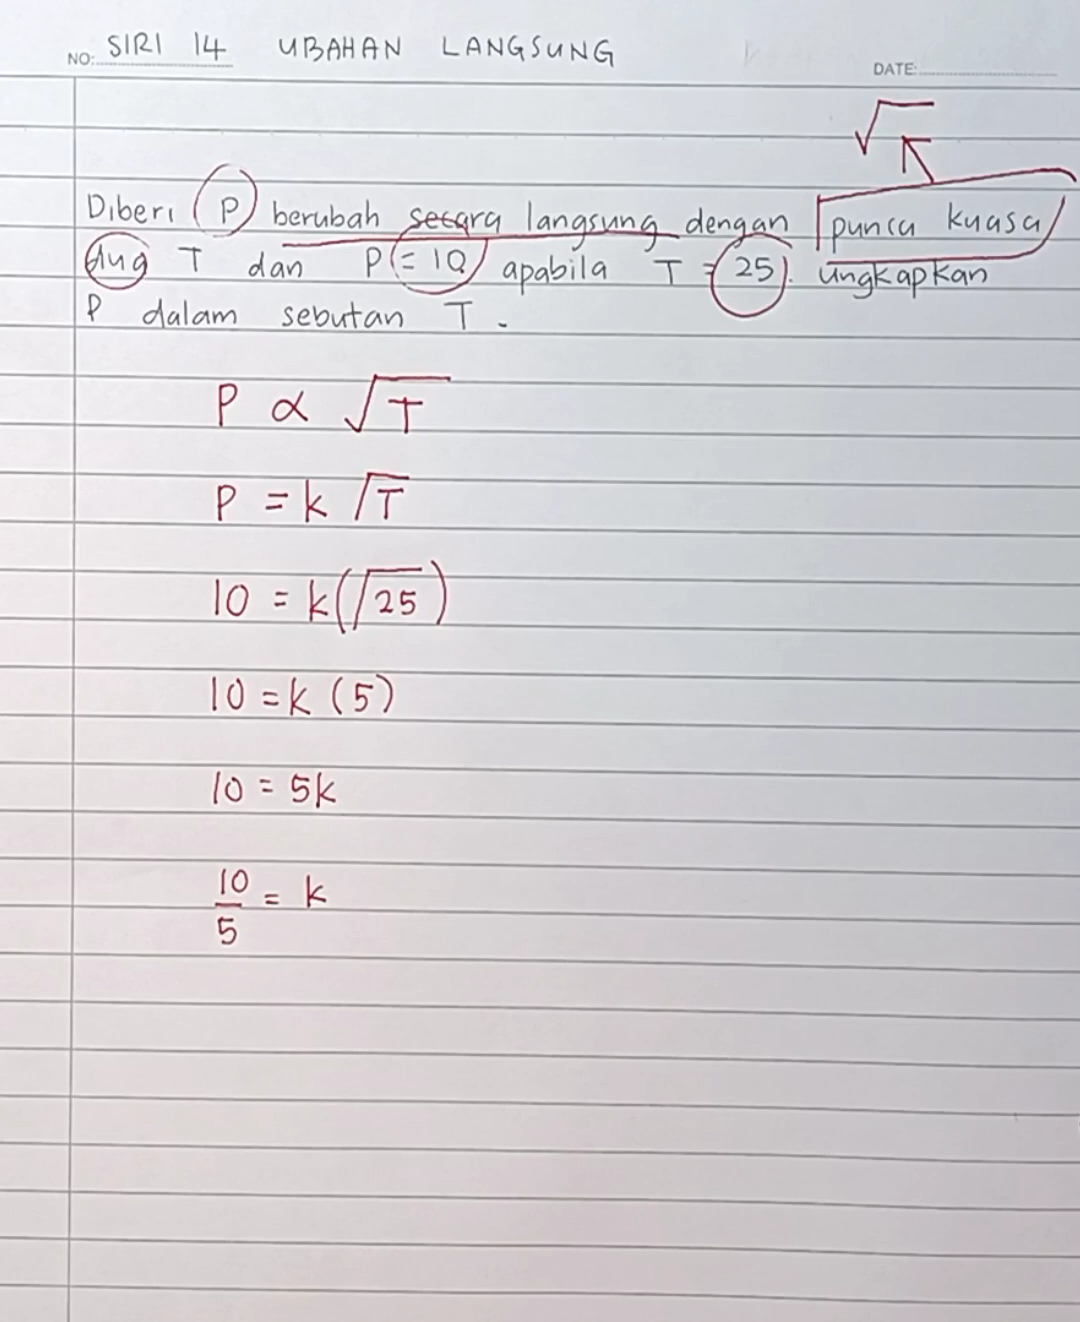 NO: SIRI 14 UBAHAN LANGSUNG
DATE:
√
Diberi P berubah secara langsung dengan punca kuasa
dua T dan P = 10 apabila T = 25. Ungkapkan
P dalam sebutan T.
P ∝ √T
P = k √T
10 = k(√25)
10 = k (5)
10 = 5k
10/5 = k